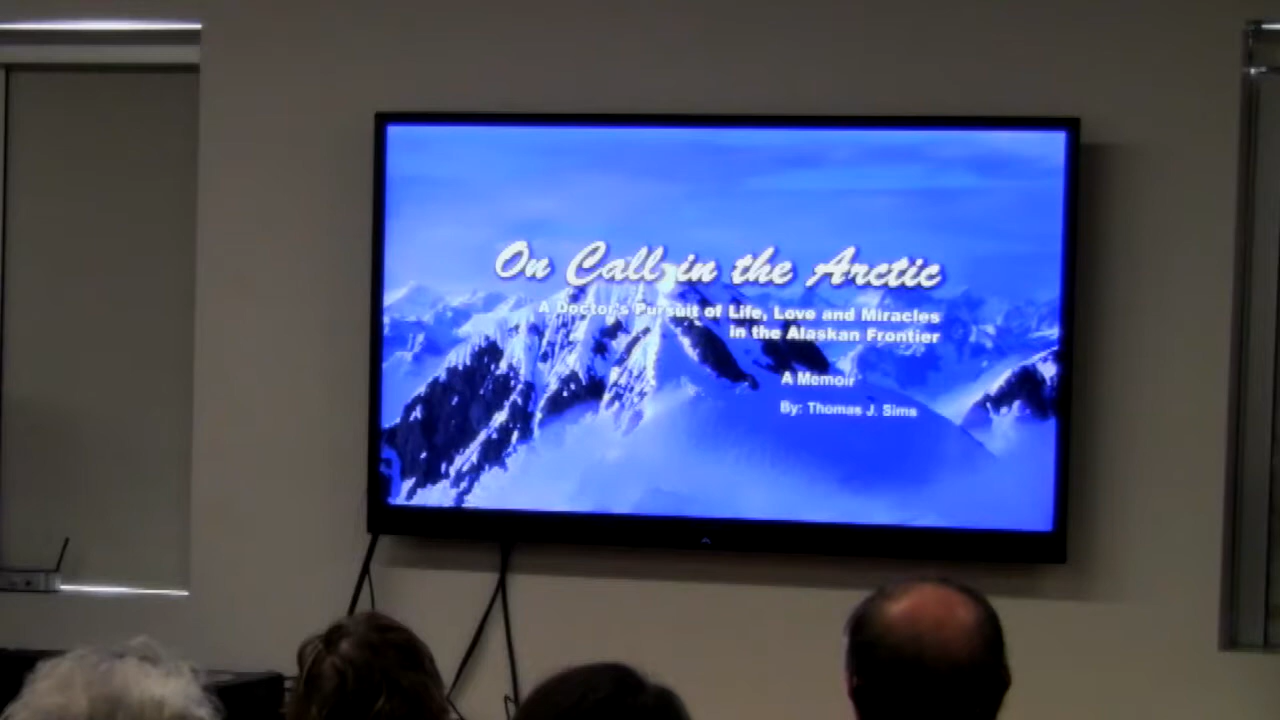 On Call in the Arctic
A Doctor's Pursuit of Life, Love and Miracles
in the Alaskan Frontier
A Memoir
By: Thomas J. Sims